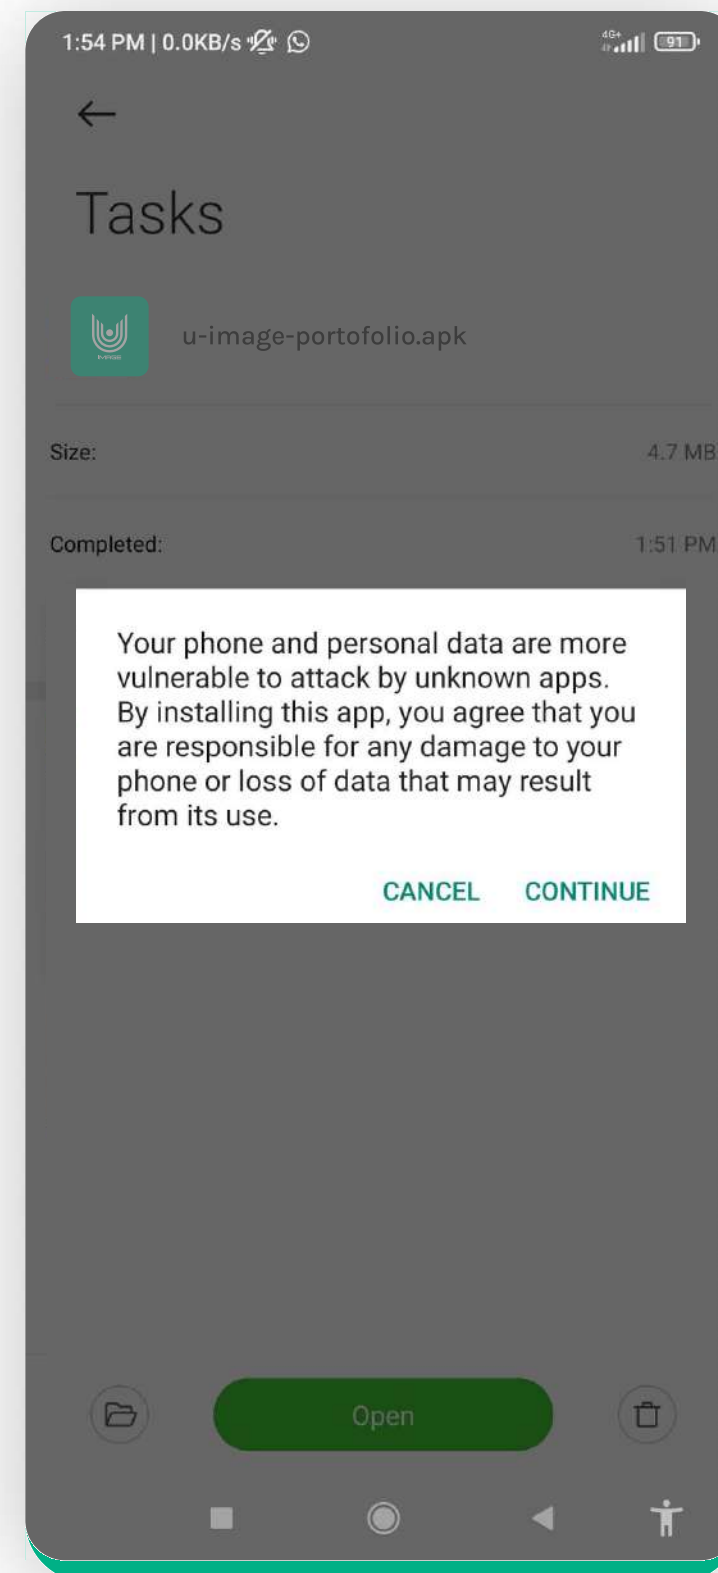 1:54 PM | 0.0KB/s
4G+
91
Tasks
IMAGE
u-image-portofolio.apk
Size: 4.7 MB
Completed: 1:51 PM
Your phone and personal data are more
vulnerable to attack by unknown apps.
By installing this app, you agree that you
are responsible for any damage to your
phone or loss of data that may result
from its use.
CANCEL CONTINUE
Open